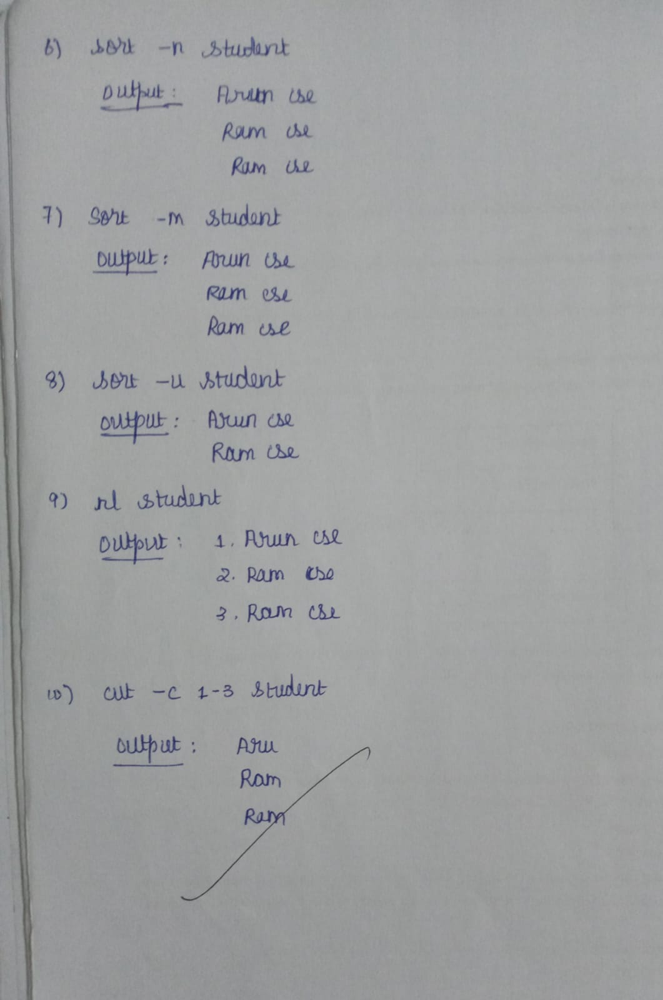 6) sort -n student
Output: Arun cse
Ram cse
Ram cse
7) Sort -m student
output: Arun cse
Ram cse
Ram cse
8) sort -u student
output: Arun cse
Ram cse
9) nl student
output: 1. Arun cse
2. Ram cse
3. Ram cse
10) cut -c 1-3 student
output: Aru
Ram
Ram